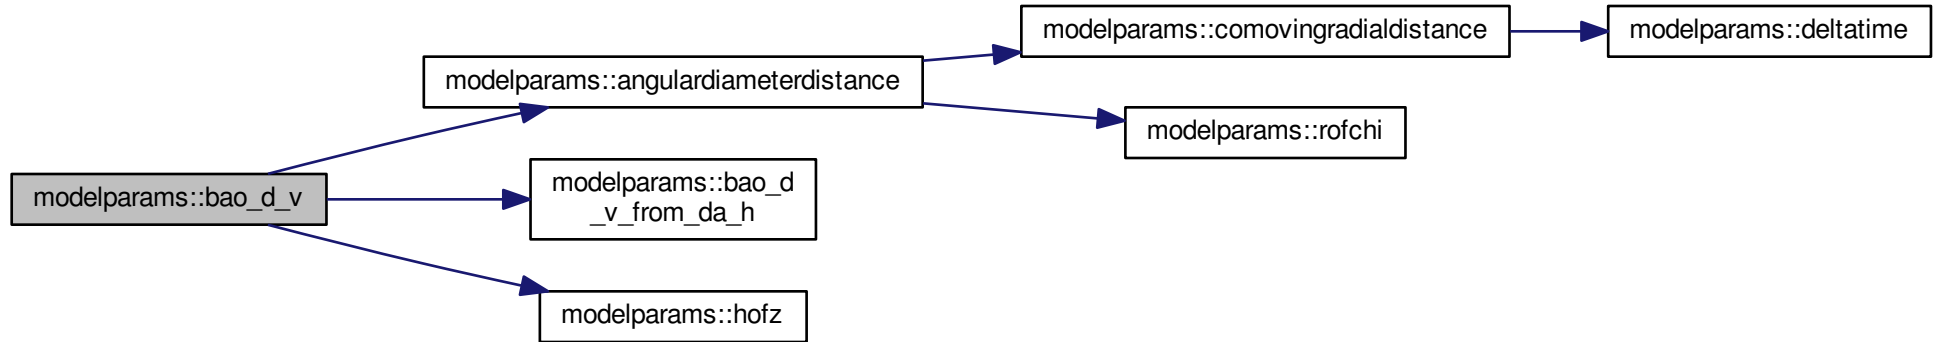 modelparams::bao_d_v
modelparams::angulardiameterdistance
modelparams::bao_d
_v_from_da_h
modelparams::hofz
modelparams::comovingradialdistance
modelparams::rofchi
modelparams::deltatime